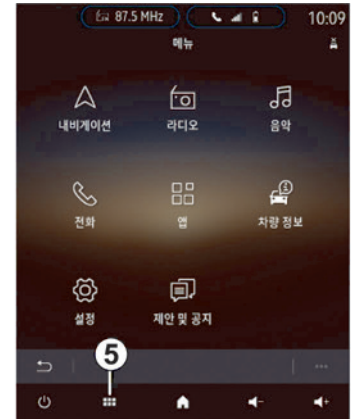 87.5 MHz
10:09
메뉴
내비게이션
라디오
음악
전화
앱
차량 정보
설정
제안 및 공지
5